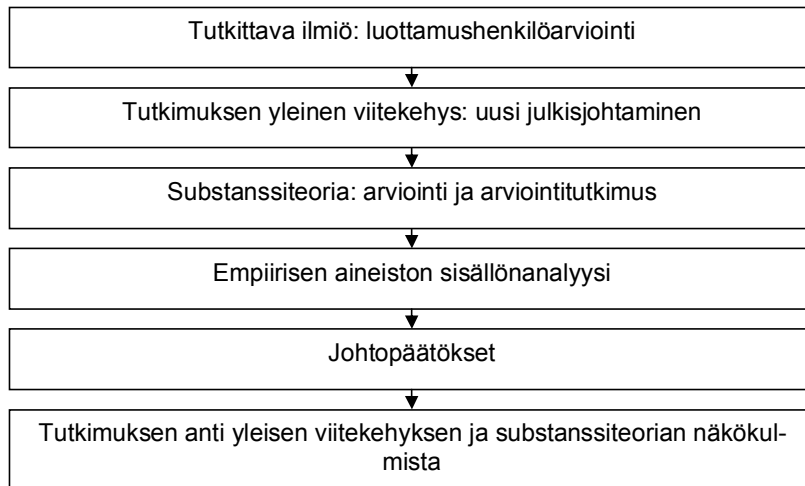 Tutkittava ilmiö: luottamushenkilöarviointi
Tutkimuksen yleinen viitekehys: uusi julkisjohtaminen
Substanssiteoria: arviointi ja arviointitutkimus
Empiirisen aineiston sisällönanalyysi
Johtopäätökset
Tutkimuksen anti yleisen viitekehyksen ja substanssiteorian näkökul-
mista